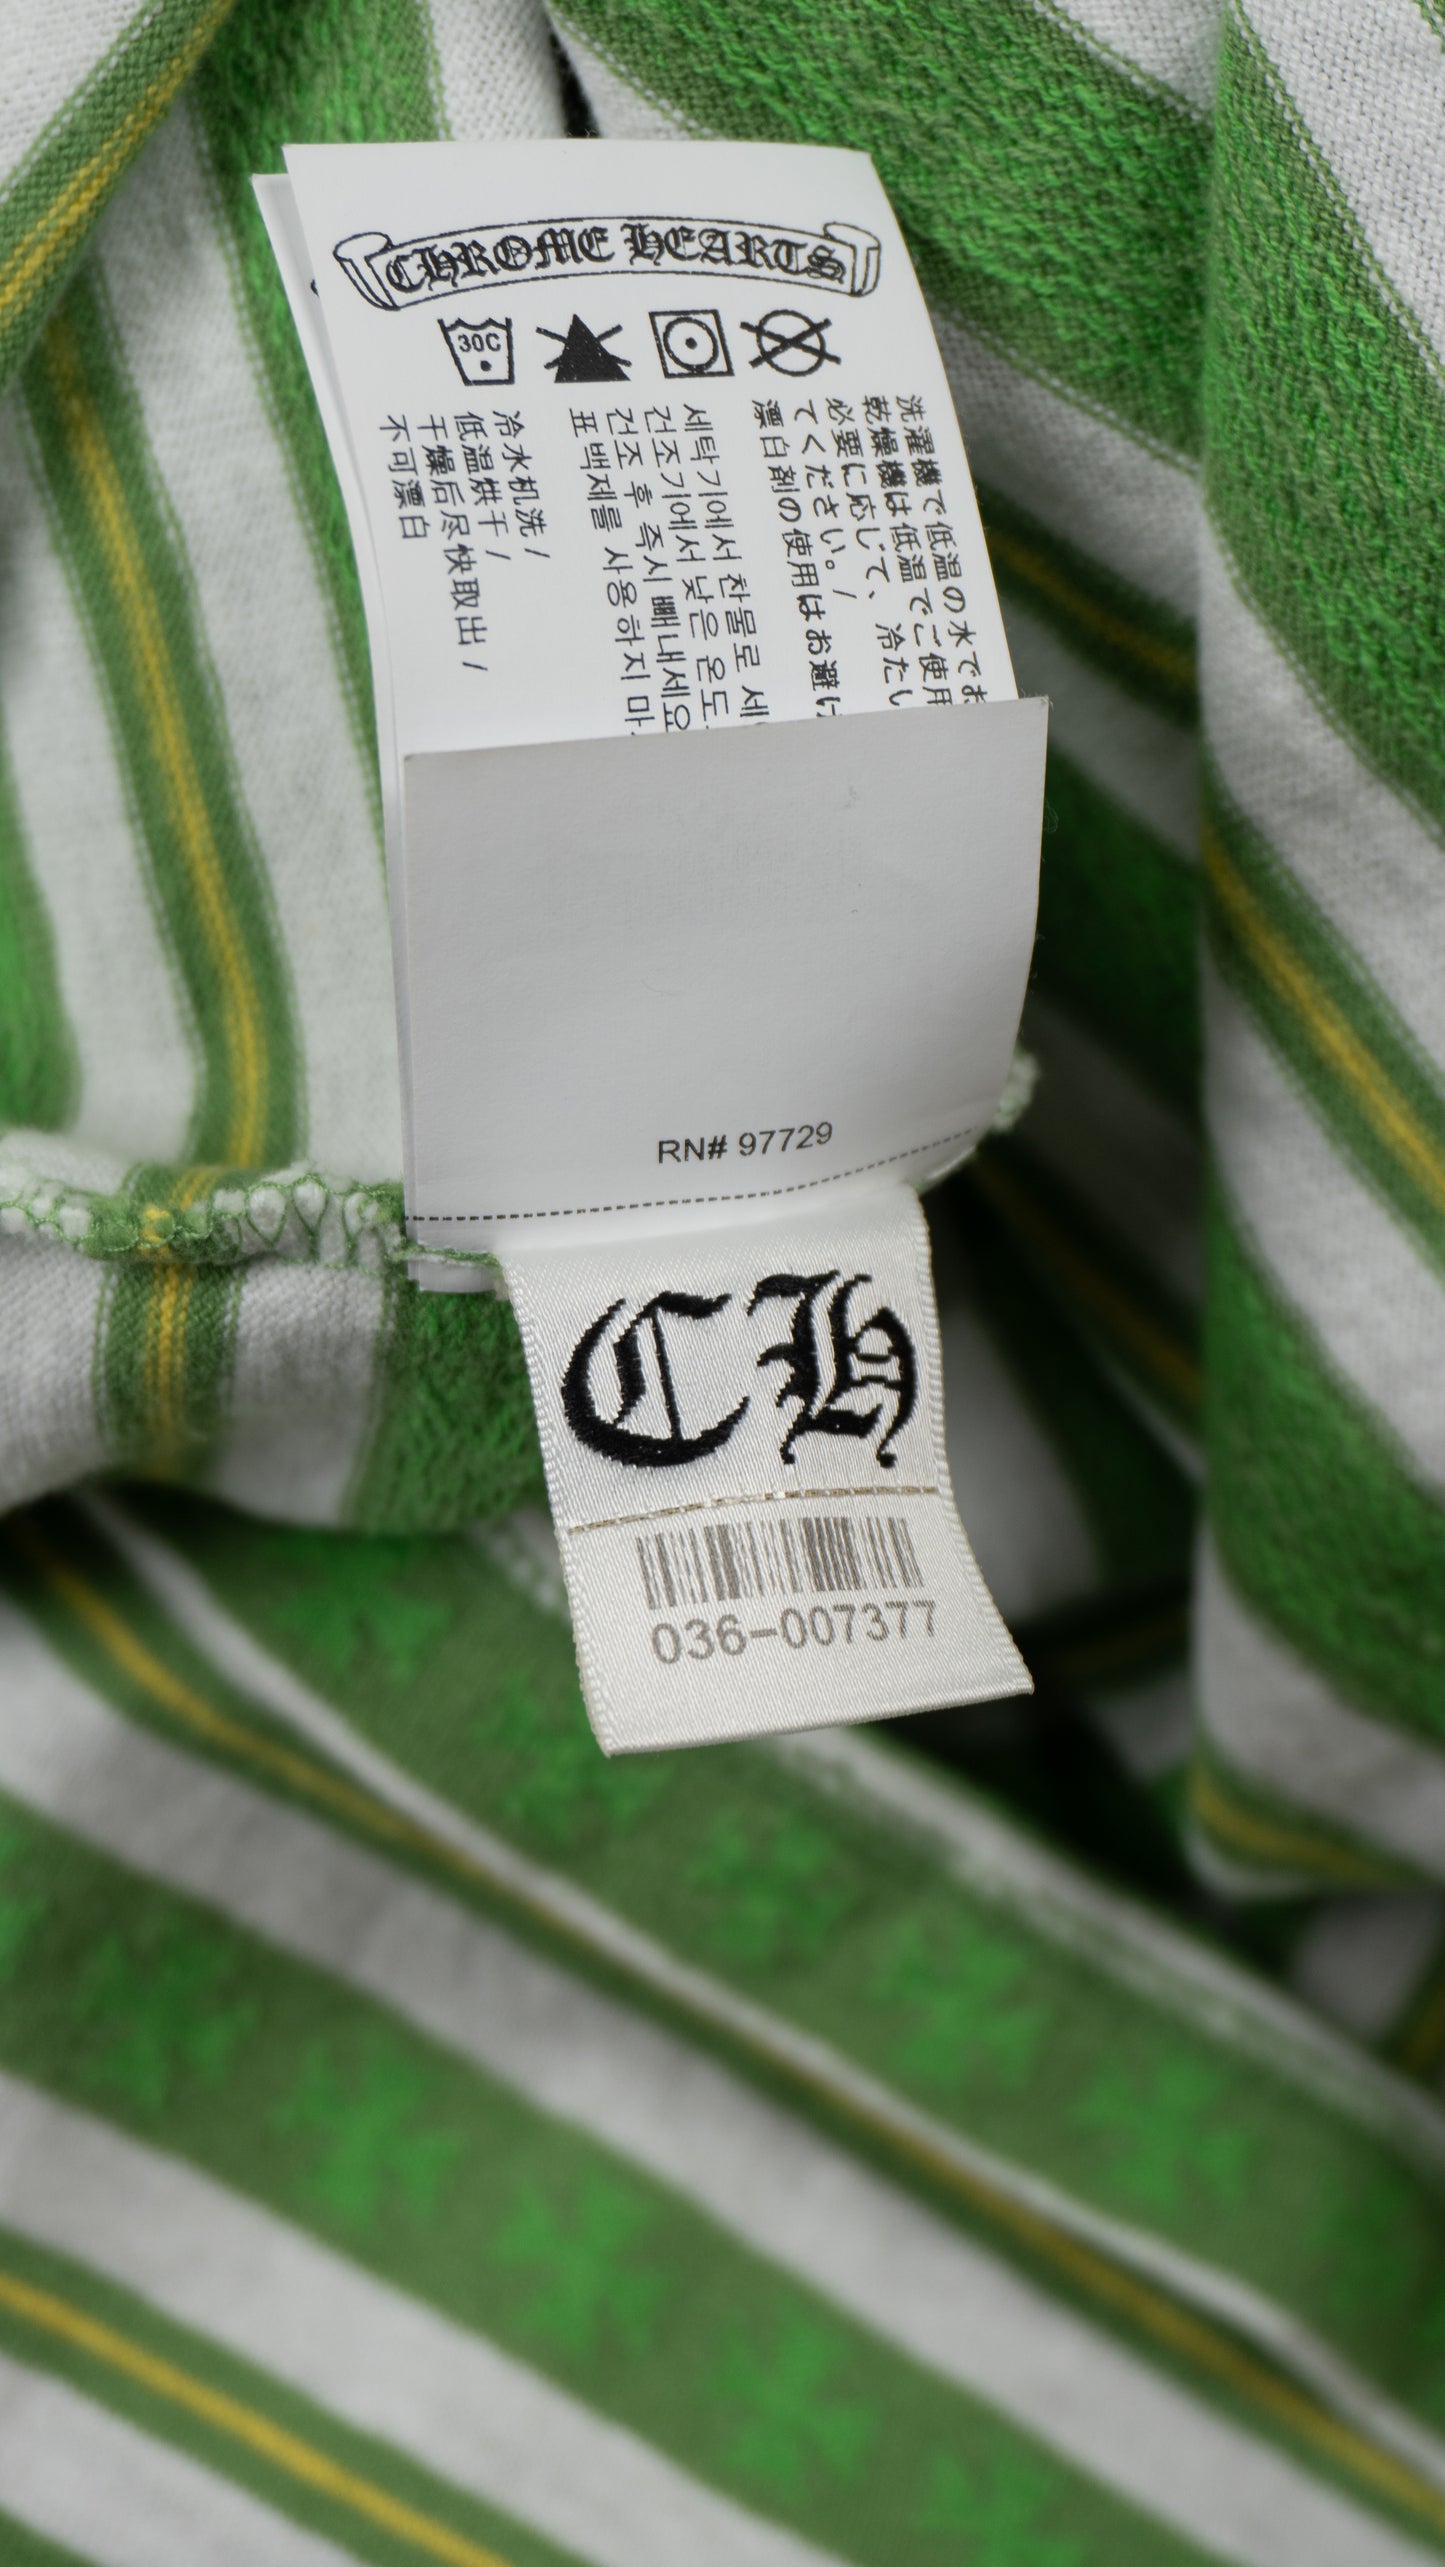 CHROME HEARTS
30C
洗濯機で低温の水でお
乾燥機は低温でご使用
必要に応じて、冷たい
てください。/
漂白剤の使用はお避け
세탁기에서 찬물로 세
건조기에서 낮은 온도
건조 후 즉시 빼내세요
표백제를 사용하지 마
冷水机洗 /
低温烘干 /
干燥后尽快取出 /
不可漂白
RN# 97729
CH
036-007377